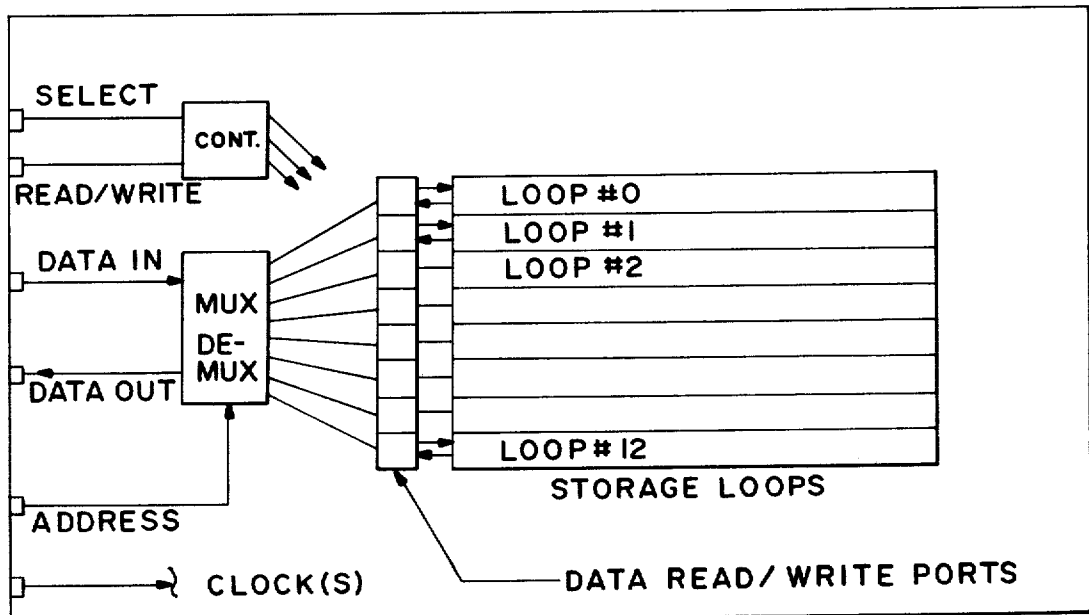 SELECT
CONT.
READ/WRITE
LOOP #0
LOOP #1
DATA IN
LOOP #2
MUX
DE-
MUX
DATA OUT
LOOP #12
STORAGE LOOPS
ADDRESS
CLOCK(S)
DATA READ/WRITE PORTS